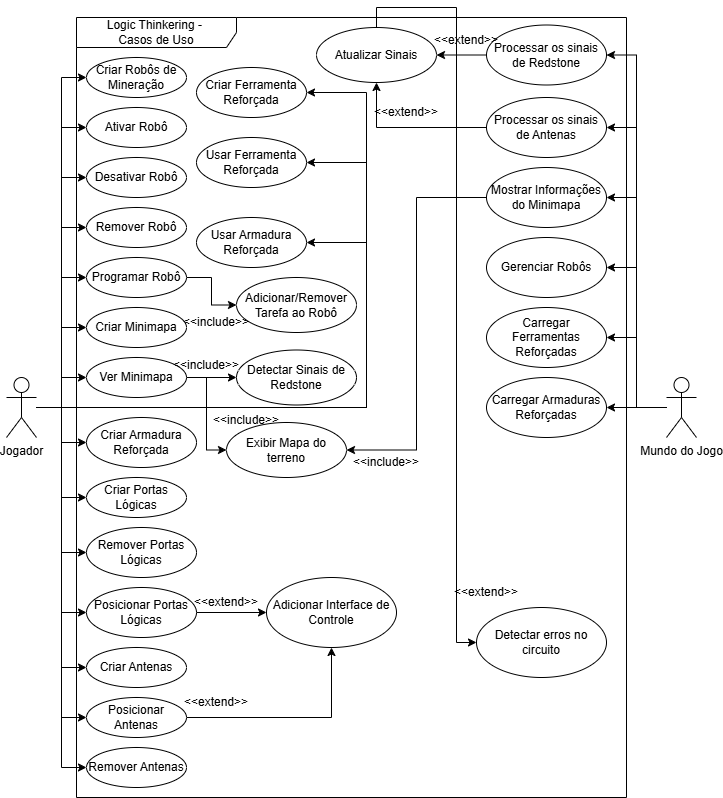 Logic Thinkering -
Casos de Uso
Atualizar Sinais
<<extend>>
Processar os sinais
de Redstone
Criar Robôs de
Mineração
Criar Ferramenta
Reforçada
<<extend>>
Processar os sinais
de Antenas
Ativar Robô
Usar Ferramenta
Reforçada
Desativar Robô
Mostrar Informações
do Minimapa
Remover Robô
Usar Armadura
Reforçada
Gerenciar Robôs
Programar Robô
Adicionar/Remover
Tarefa ao Robô
<<include>>
Criar Minimapa
Carregar
Ferramentas
Reforçadas
<<include>>
Ver Minimapa
Detectar Sinais de
Redstone
Carregar Armaduras
Reforçadas
Jogador
Mundo do Jogo
<<include>>
Criar Armadura
Reforçada
Exibir Mapa do
terreno
<<include>>
Criar Portas
Lógicas
Remover Portas
Lógicas
Posicionar Portas
Lógicas
<<extend>>
Adicionar Interface de
Controle
<<extend>>
Detectar erros no
circuito
Criar Antenas
<<extend>>
Posicionar
Antenas
Remover Antenas